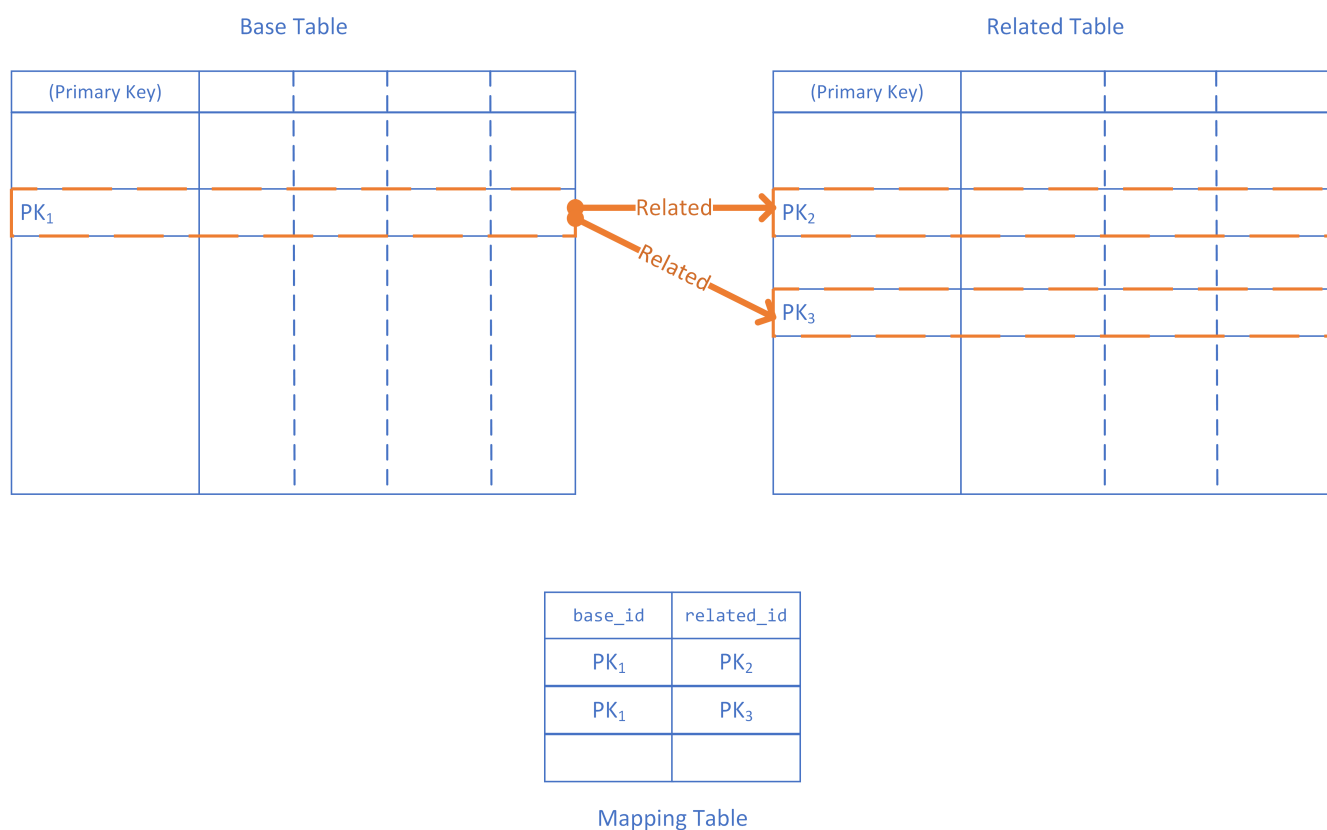 Base Table
Related Table
(Primary Key)
(Primary Key)
PK₁
Related
PK₂
Related
PK₃
base_id
related_id
PK₁
PK₂
PK₁
PK₃
Mapping Table